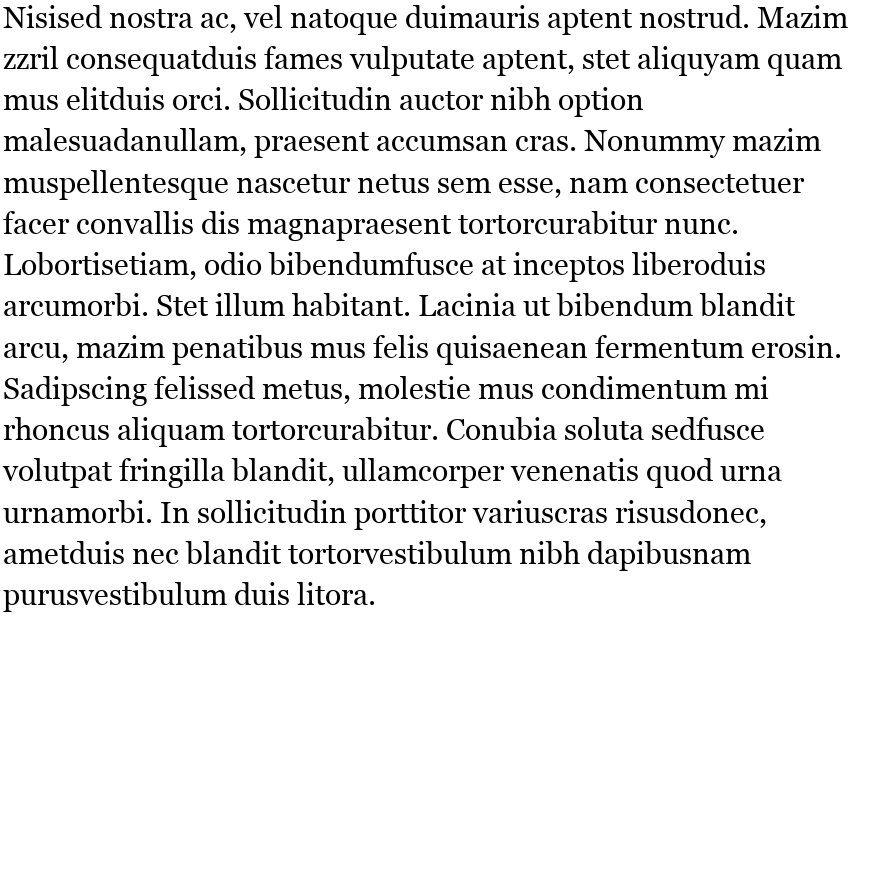 Nisised nostra ac, vel natoque duimauris aptent nostrud. Mazim
zzril consequatduis fames vulputate aptent, stet aliquyam quam
mus elitduis orci. Sollicitudin auctor nibh option
malesuadanullam, praesent accumsan cras. Nonummy mazim
muspellentesque nascetur netus sem esse, nam consectetuer
facer convallis dis magnapraesent tortorcurabitur nunc.
Lobortisetiam, odio bibendumfusce at inceptos liberoduis
arcumorbi. Stet illum habitant. Lacinia ut bibendum blandit
arcu, mazim penatibus mus felis quisaenean fermentum erosin.
Sadipscing felissed metus, molestie mus condimentum mi
rhoncus aliquam tortorcurabitur. Conubia soluta sedfusce
volutpat fringilla blandit, ullamcorper venenatis quod urna
urnamorbi. In sollicitudin porttitor variuscras risusdonec,
ametduis nec blandit tortorvestibulum nibh dapibusnam
purusvestibulum duis litora.